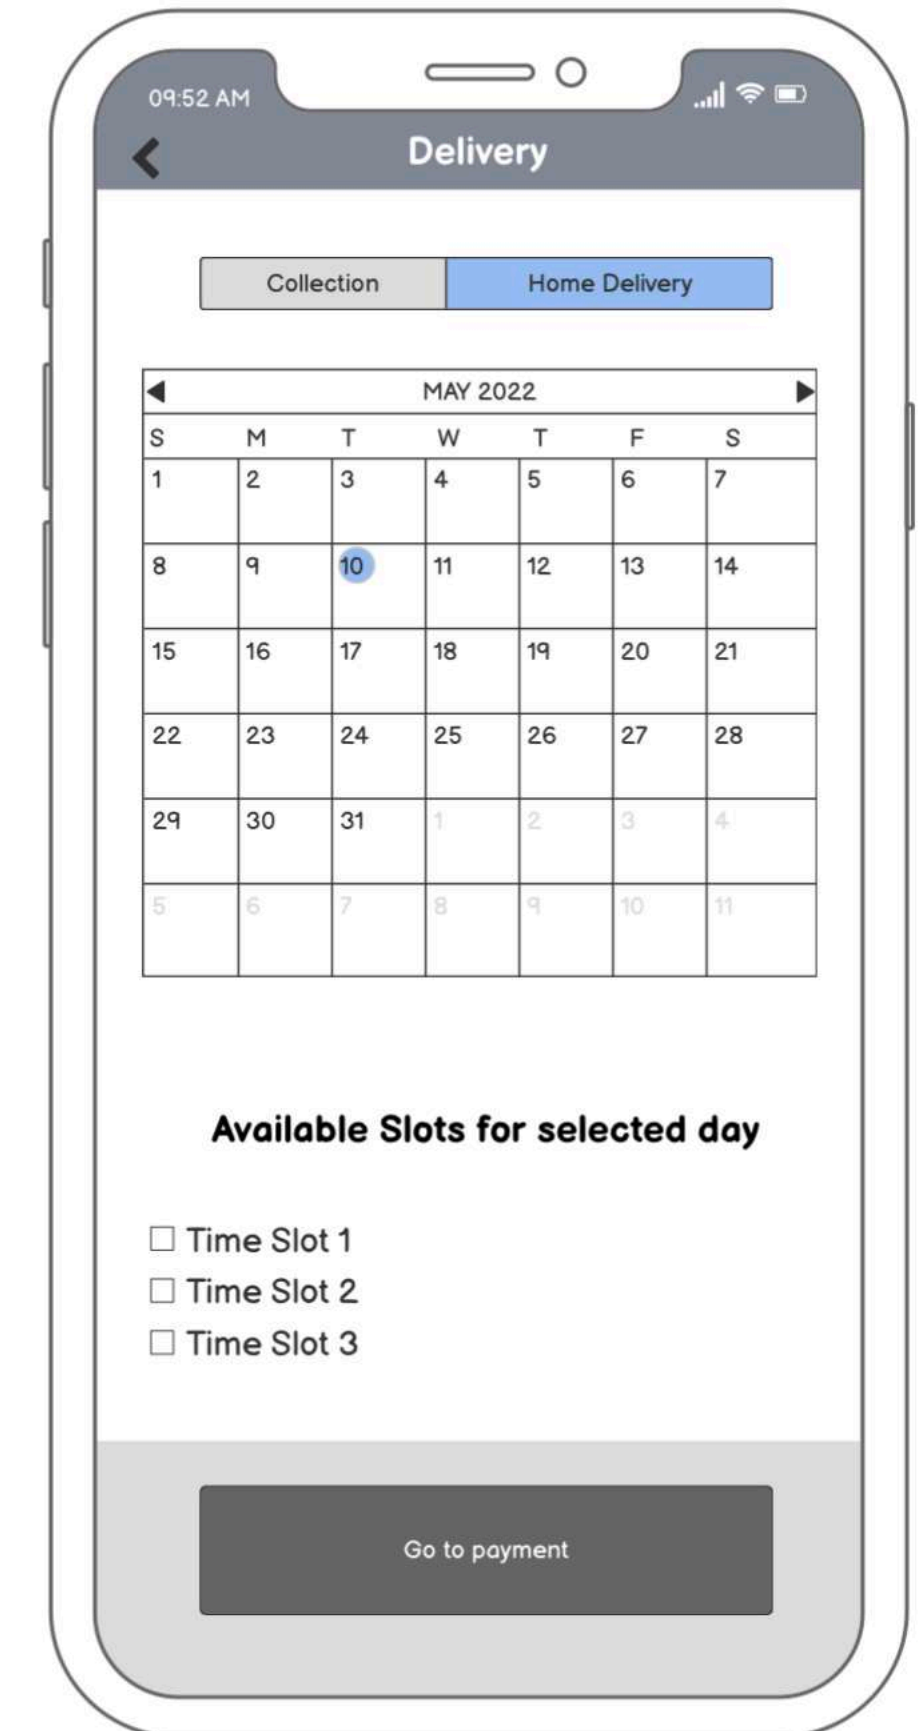 09:52 AM
Delivery
Collection Home Delivery
MAY 2022
S M T W T F S
1 2 3 4 5 6 7
8 9 10 11 12 13 14
15 16 17 18 19 20 21
22 23 24 25 26 27 28
29 30 31 1 2 3 4
5 6 7 8 9 10 11
Available Slots for selected day
Time Slot 1
Time Slot 2
Time Slot 3
Go to payment